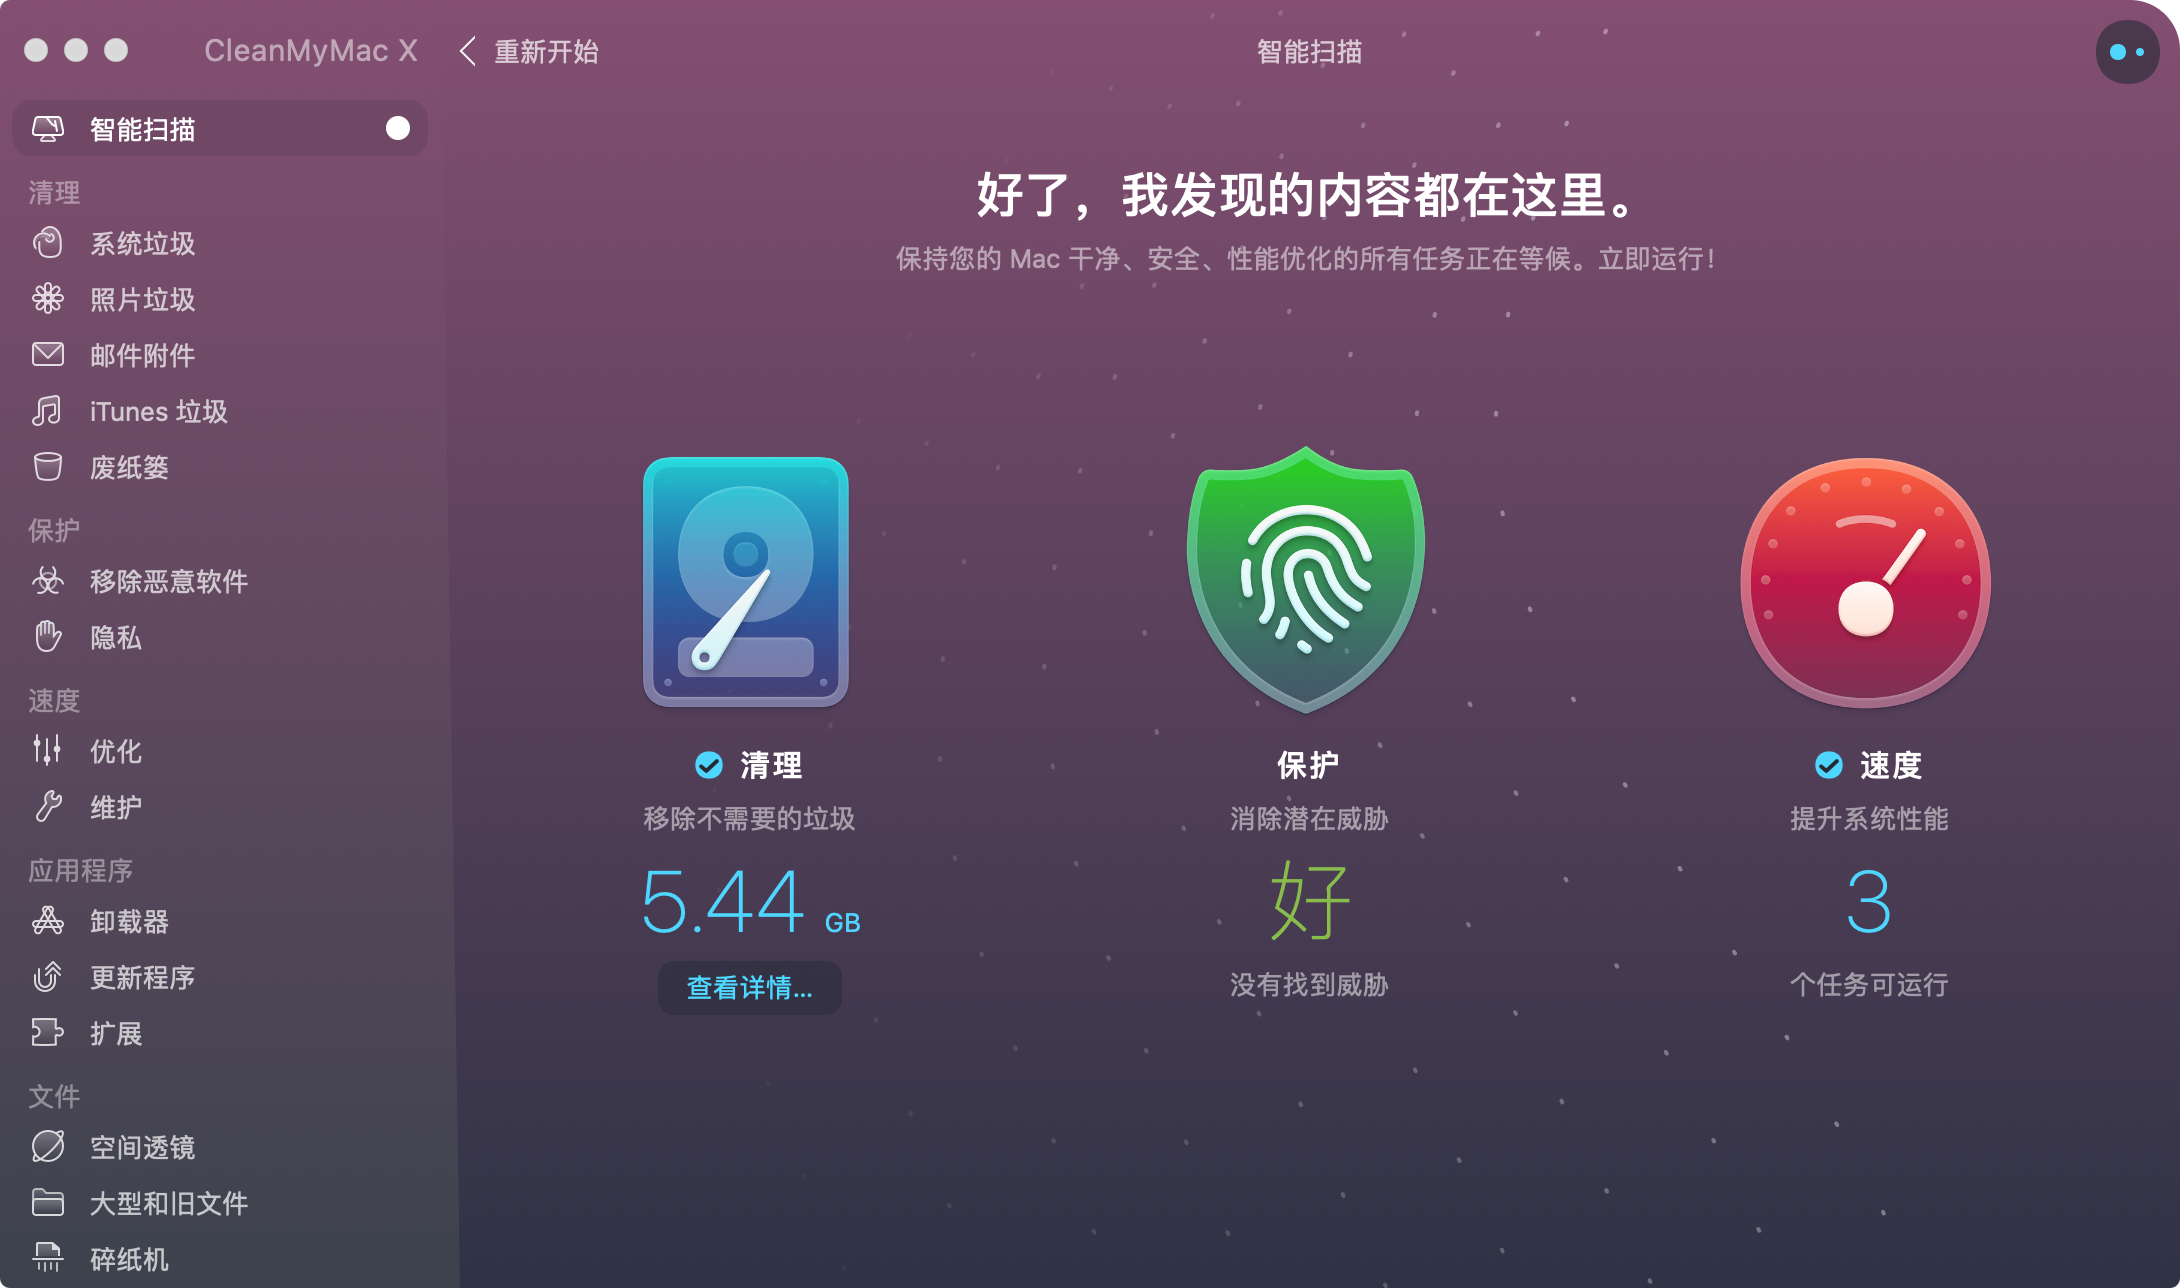 CleanMyMac X
重新开始
智能扫描
智能扫描
清理
系统垃圾
照片垃圾
邮件附件
iTunes 垃圾
废纸篓
保护
移除恶意软件
隐私
速度
优化
维护
应用程序
卸载器
更新程序
扩展
文件
空间透镜
大型和旧文件
碎纸机
好了，我发现的内容都在这里。
保持您的 Mac 干净、安全、性能优化的所有任务正在等候。立即运行！
清理
移除不需要的垃圾
5.44 GB
查看详情...
保护
消除潜在威胁
好
没有找到威胁
速度
提升系统性能
3
个任务可运行